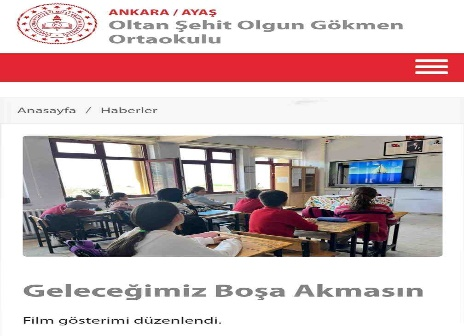 ANKARA / AYAŞ
Oltan Şehit Olgun Gökmen
Ortaokulu
Anasayfa / Haberler
Geleceğimiz Boşa Akmasın
Film gösterimi düzenlendi.